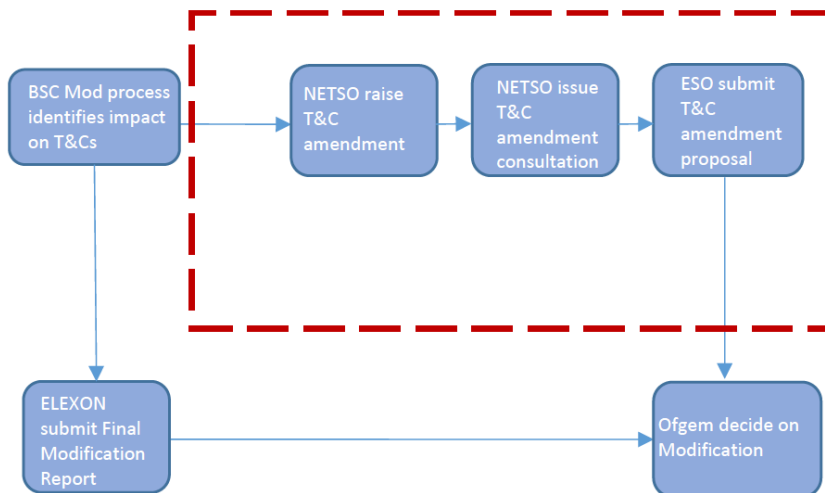 BSC Mod process
identifies impact
on T&Cs
NETSO raise
T&C
amendment
NETSO issue
T&C
amendment
consultation
ESO submit
T&C
amendment
proposal
ELEXON
submit Final
Modification
Report
Ofgem decide on
Modification